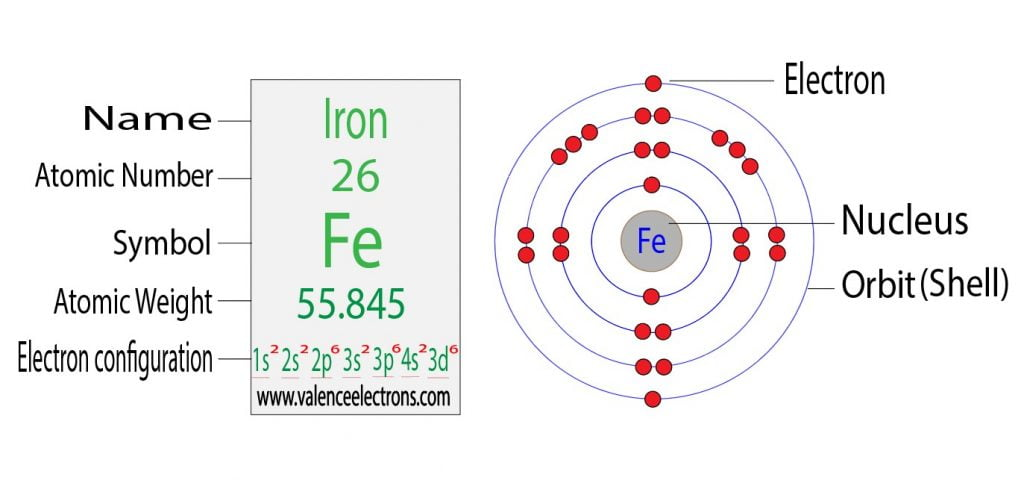 Name
Iron
Atomic Number
26
Symbol
Fe
Atomic Weight
55.845
Electron configuration
1s² 2s² 2p⁶ 3s² 3p⁶ 4s² 3d⁶
www.valenceelectrons.com
Electron
Fe
Nucleus
Orbit (Shell)